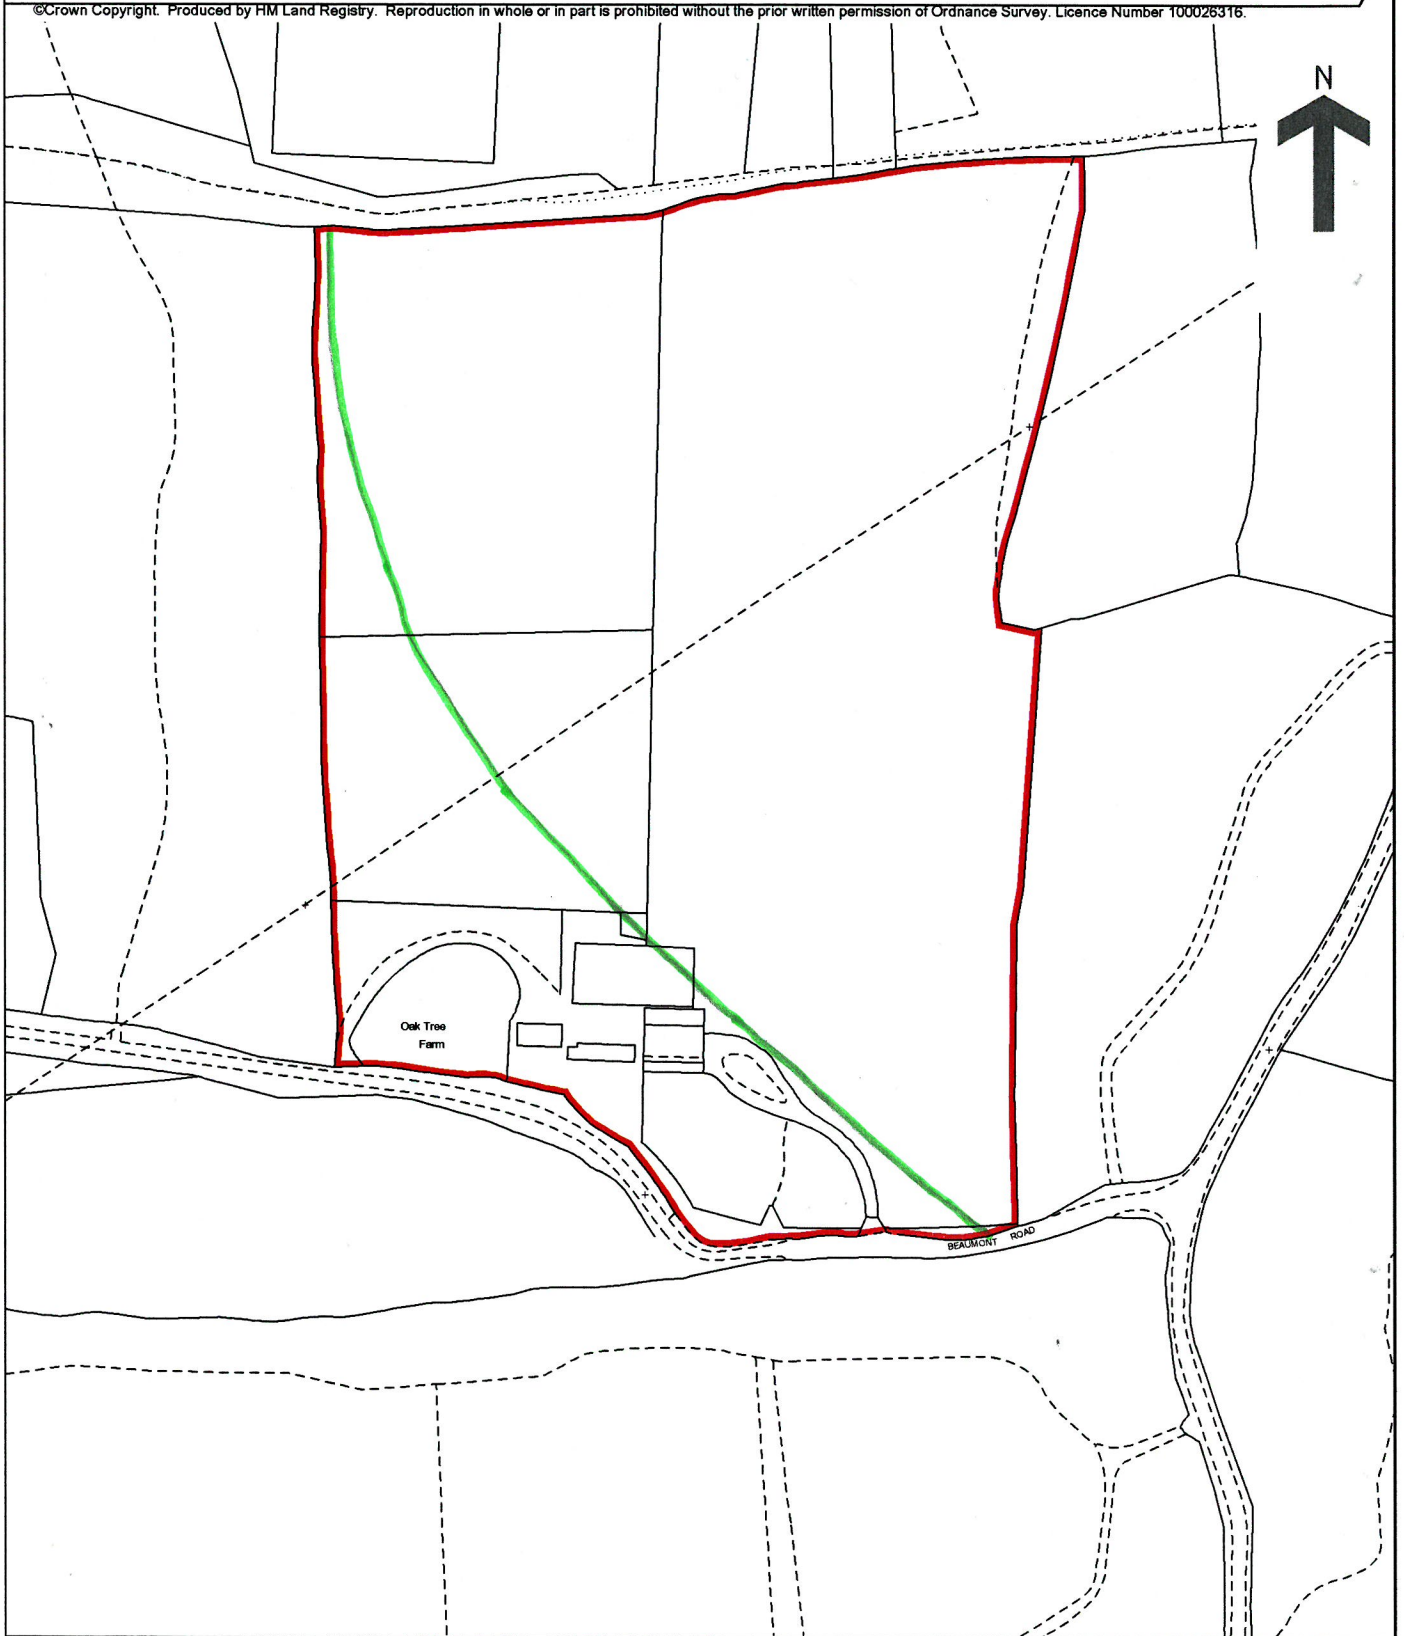 ©Crown Copyright. Produced by HM Land Registry. Reproduction in whole or in part is prohibited without the prior written permission of Ordnance Survey. Licence Number 100026316.
N
Oak Tree
Farm
BEAUMONT ROAD